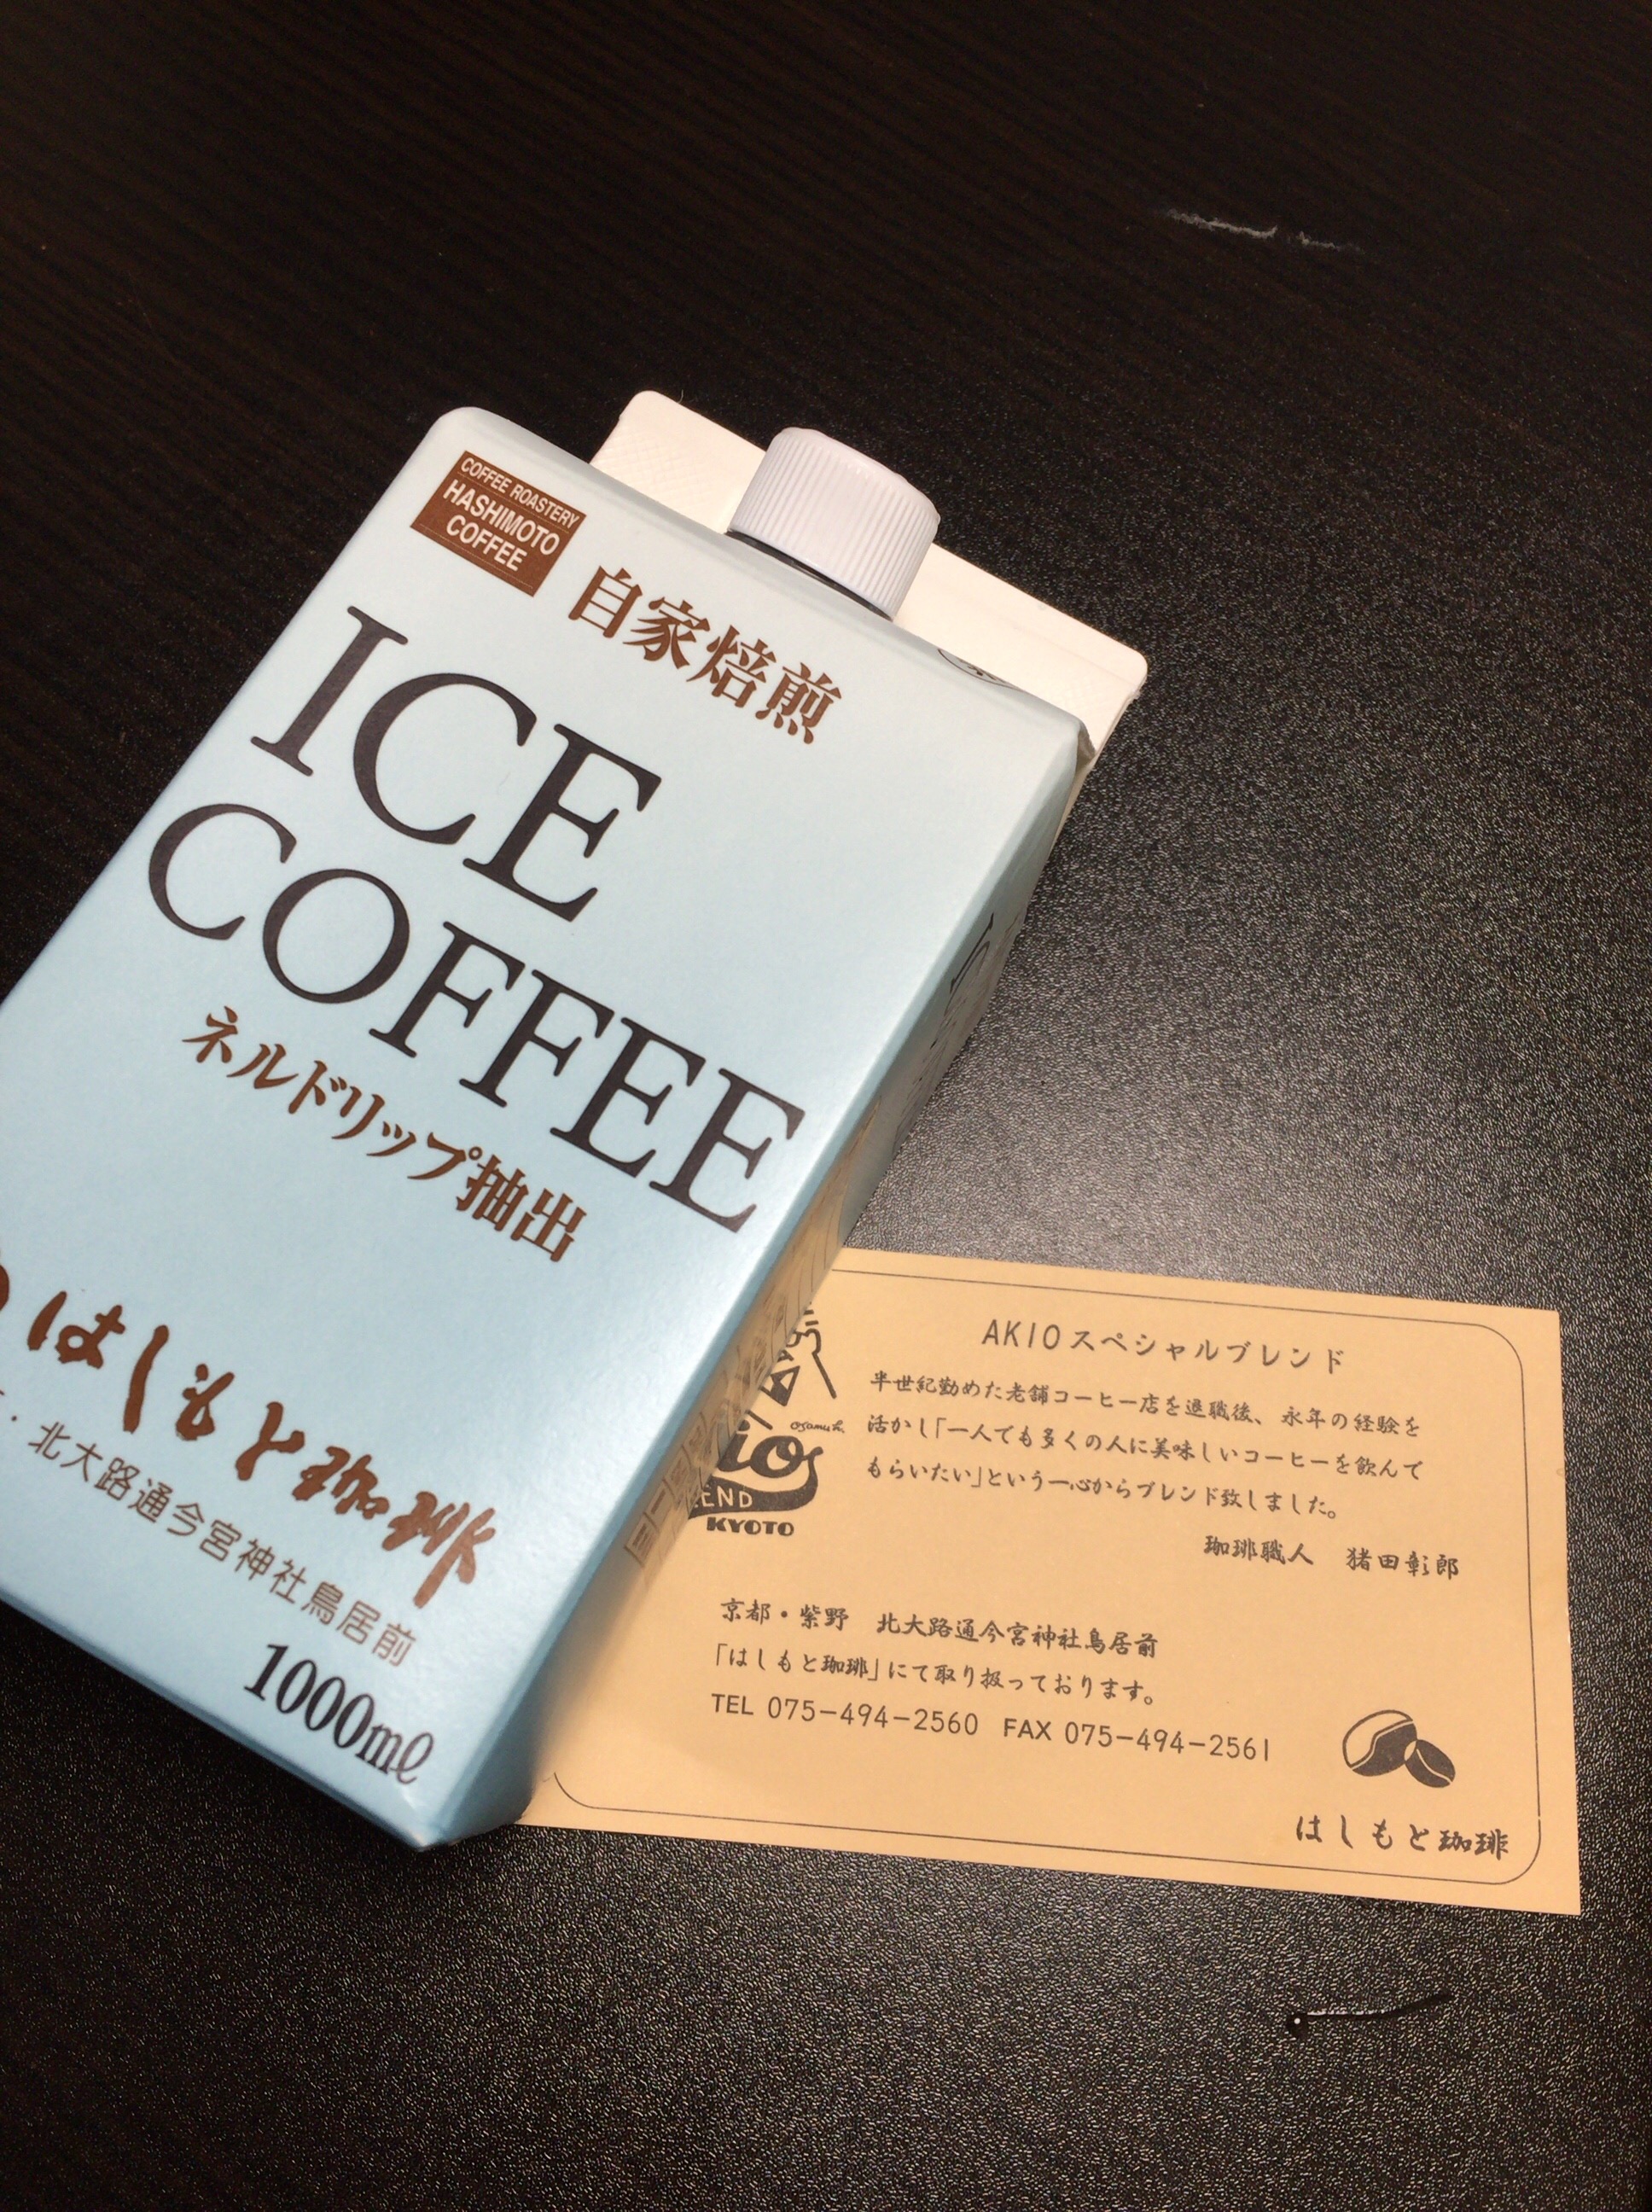 COFFEE ROASTERY
HASHIMOTO
COFFEE
自家焙煎
ICE
COFFEE
ネルドリップ抽出
はしもと珈琲
北大路通今宮神社鳥居前
1000ml
AKIOスペシャルブレンド
半世紀勤めた老舗コーヒー店を退職後、永年の経験を
活かし「一人でも多くの人に美味しいコーヒーを飲んで
もらいたい」という一心からブレンド致しました。
珈琲職人 猪田彰郎
osamu.h
KYOTO
京都・紫野 北大路通今宮神社鳥居前
「はしもと珈琲」にて取り扱っております。
TEL 075-494-2560 FAX 075-494-2561
はしもと珈琲